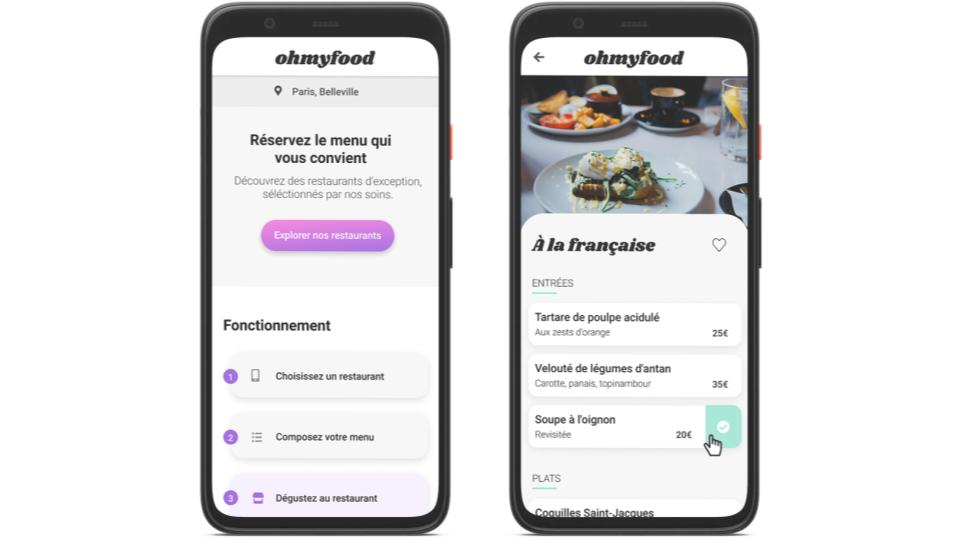 ohmyfood
Paris, Belleville
Réservez le menu qui
vous convient
Découvrez des restaurants d'exception,
séléctionnés par nos soins.
Explorer nos restaurants
Fonctionnement
1 Choisissez un restaurant
2 Composez votre menu
3 Dégustez au restaurant
ohmyfood
À la française
ENTRÉES
Tartare de poulpe acidulé
Aux zests d'orange 25€
Velouté de légumes d'antan
Carotte, panais, topinambour 35€
Soupe à l'oignon
Revisitée 20€
PLATS
Coquilles Saint-Jacques